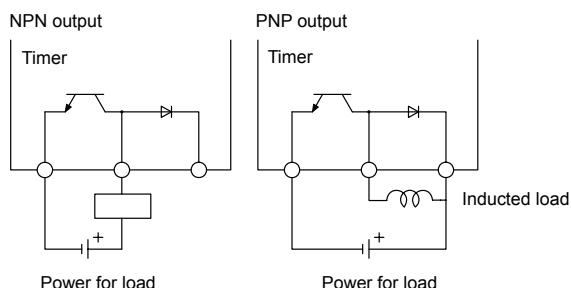 NPN output
PNP output
Timer
Timer
Inducted load
+
+
Power for load
Power for load